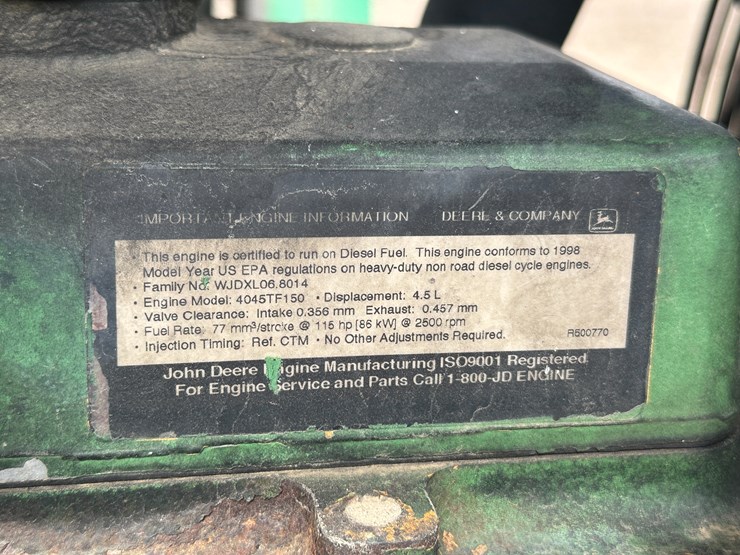 IMPORTANT ENGINE INFORMATION DEERE & COMPANY
• This engine is certified to run on Diesel Fuel. This engine conforms to 1998
Model Year US EPA regulations on heavy-duty non road diesel cycle engines.
• Family No. WJDXL06.8014
• Engine Model: 4045TF150 • Displacement: 4.5 L
• Valve Clearance: Intake 0.356 mm Exhaust: 0.457 mm
• Fuel Rate: 77 mm³/stroke @ 115 hp [86 kW] @ 2500 rpm
• Injection Timing: Ref. CTM • No Other Adjustments Required. R500770
John Deere Engine Manufacturing ISO9001 Registered
For Engine Service and Parts Call 1-800-JD ENGINE